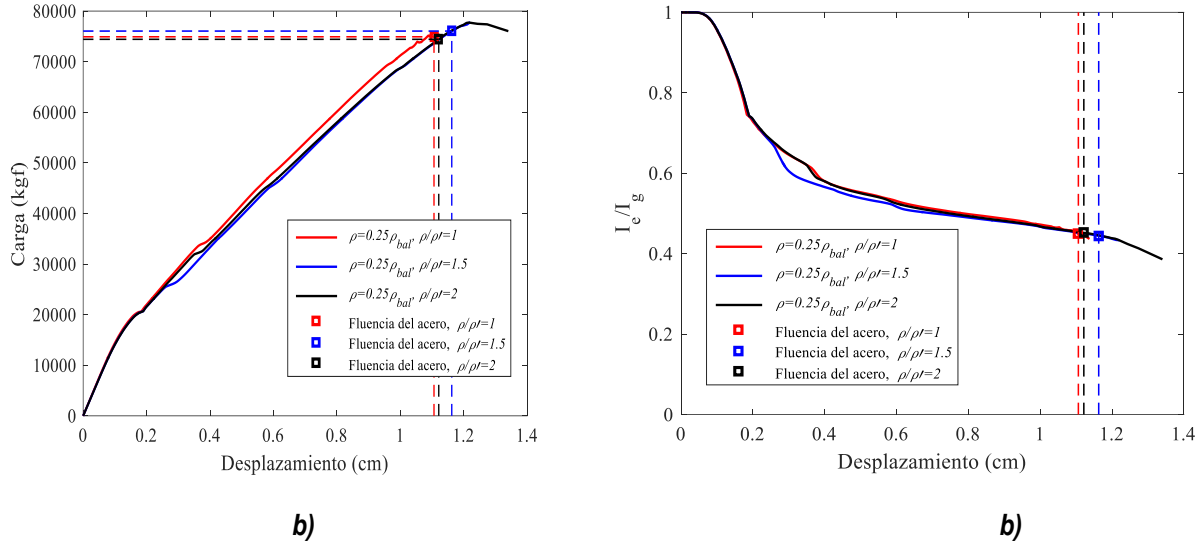 80000
70000
60000
50000
40000
30000
20000
10000
0
Carga (kgf)
0
0.2
0.4
0.6
0.8
1
1.2
1.4
Desplazamiento (cm)
ρ=0.25ρbal, ρ/ρ′=1
ρ=0.25ρbal, ρ/ρ′=1.5
ρ=0.25ρbal, ρ/ρ′=2
Fluencia del acero, ρ/ρ′=1
Fluencia del acero, ρ/ρ′=1.5
Fluencia del acero, ρ/ρ′=2
b)
1
0.8
0.6
0.4
0.2
0
I_e/I_g
0
0.2
0.4
0.6
0.8
1
1.2
1.4
Desplazamiento (cm)
ρ=0.25ρbal, ρ/ρ′=1
ρ=0.25ρbal, ρ/ρ′=1.5
ρ=0.25ρbal, ρ/ρ′=2
Fluencia del acero, ρ/ρ′=1
Fluencia del acero, ρ/ρ′=1.5
Fluencia del acero, ρ/ρ′=2
b)